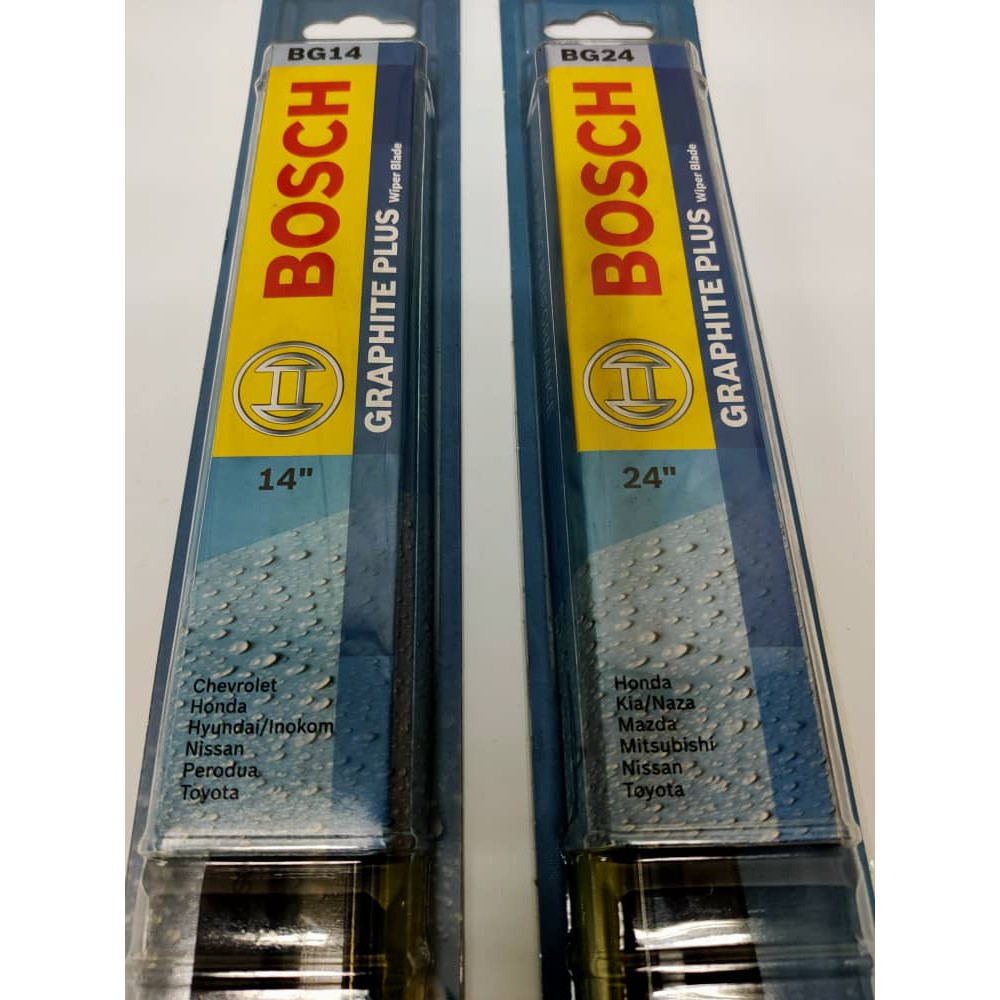 BG14
BOSCH
GRAPHITE PLUS Wiper Blade
14"
Chevrolet
Honda
Hyundai/Inokom
Nissan
Perodua
Toyota
BG24
BOSCH
GRAPHITE PLUS Wiper Blade
24"
Honda
Kia/Naza
Mazda
Mitsubishi
Nissan
Toyota